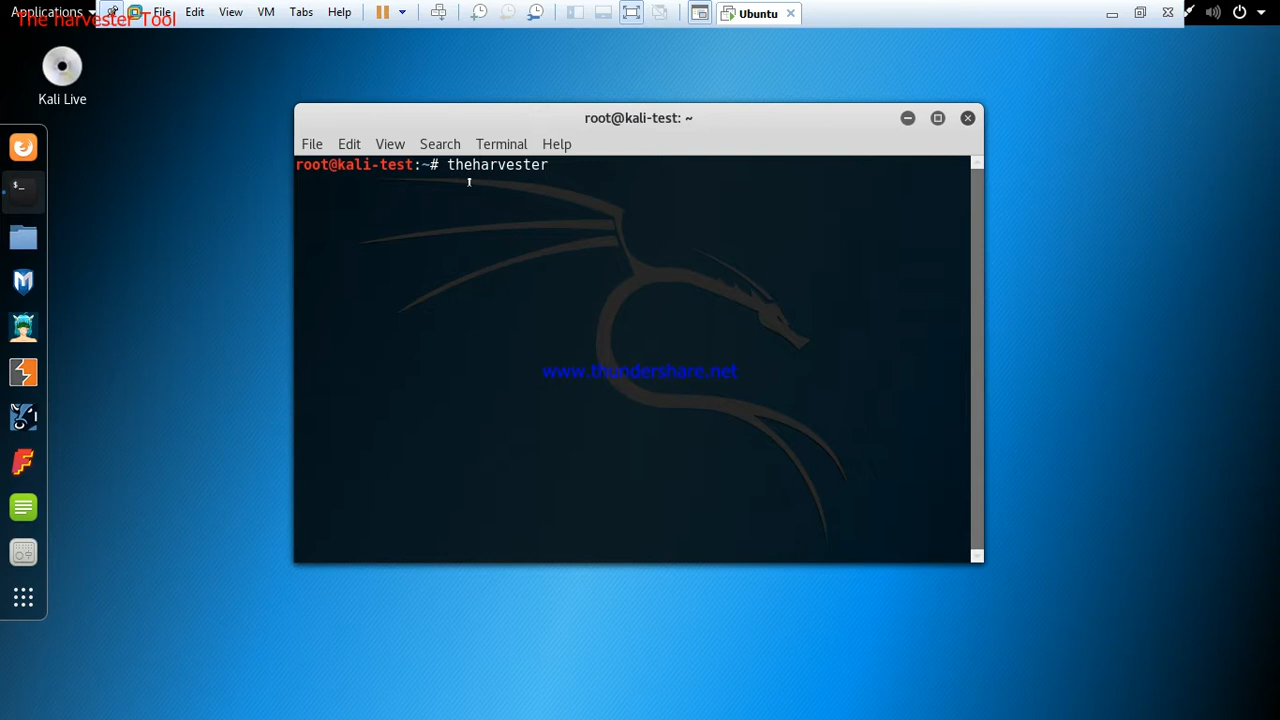 Applications
File Edit View VM Tabs Help
Ubuntu
The harvester Tool
Kali Live
root@kali-test: ~
File Edit View Search Terminal Help
root@kali-test:~# theharvester
www.thundershare.net